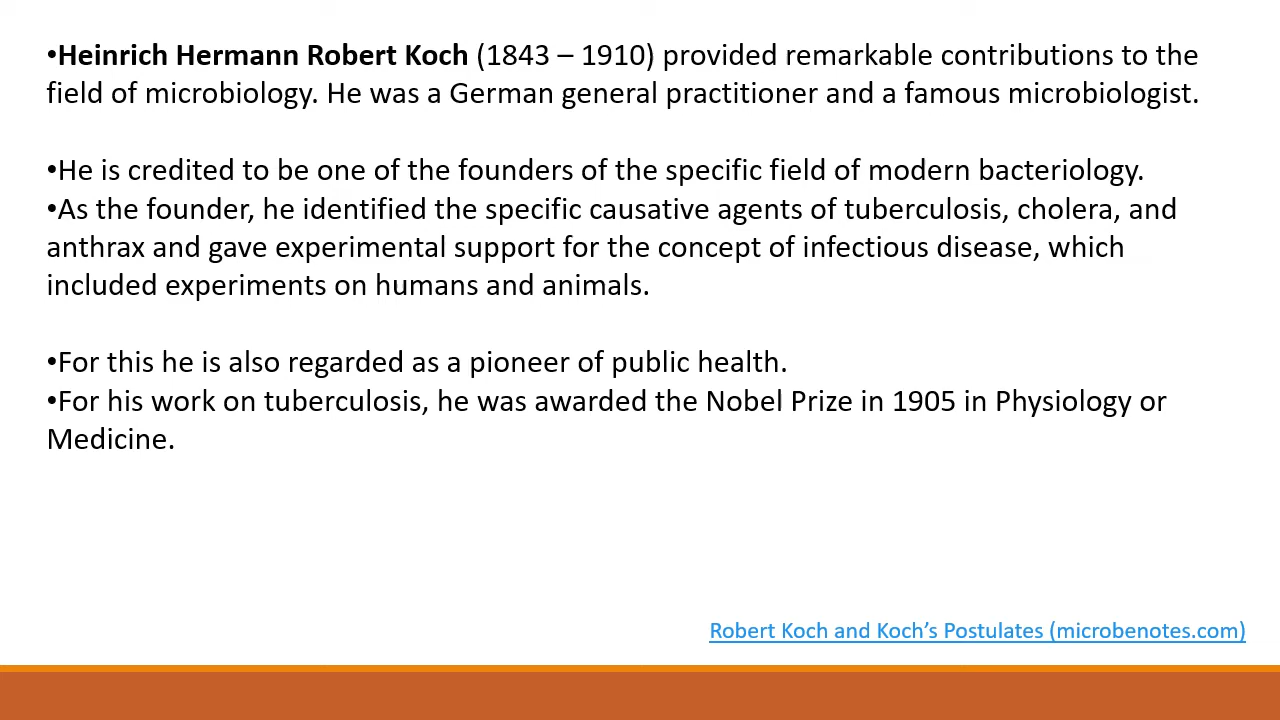 •Heinrich Hermann Robert Koch (1843 – 1910) provided remarkable contributions to the
field of microbiology. He was a German general practitioner and a famous microbiologist.
•He is credited to be one of the founders of the specific field of modern bacteriology.
•As the founder, he identified the specific causative agents of tuberculosis, cholera, and
anthrax and gave experimental support for the concept of infectious disease, which
included experiments on humans and animals.
•For this he is also regarded as a pioneer of public health.
•For his work on tuberculosis, he was awarded the Nobel Prize in 1905 in Physiology or
Medicine.
Robert Koch and Koch’s Postulates (microbenotes.com)